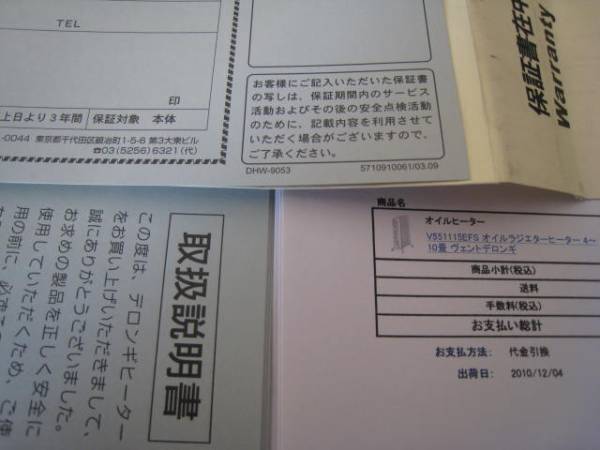 TEL
印
上日より3年間 保証対象 本体
-0044 東京都千代田区鍛冶町1-5-6 第3大東ビル
☎03(5256)6321(代)
お客様にご記入いただいた保証書
の写しは、保証期間内のサービス
活動およびその後の安全点検活動
のために、記載内容を利用させて
いただく場合がございますので、
ご了承ください。
DHW-9053 5710910061/03.09
保証書在中
Warranty
取扱説明書
この度は、デロンギヒーター
をお買い上げいただきまして、
誠にありがとうございました。
お求めの製品を正しく安全に
使用していただくため、ご使
用の前に、必ず
商品名
オイルヒーター
V551115EFS オイルラジエターヒーター 4～
10畳 ヴェントデロンギ
商品小計(税込)
送料
手数料(税込)
お支払い総計
お支払方法: 代金引換
出荷日: 2010/12/04